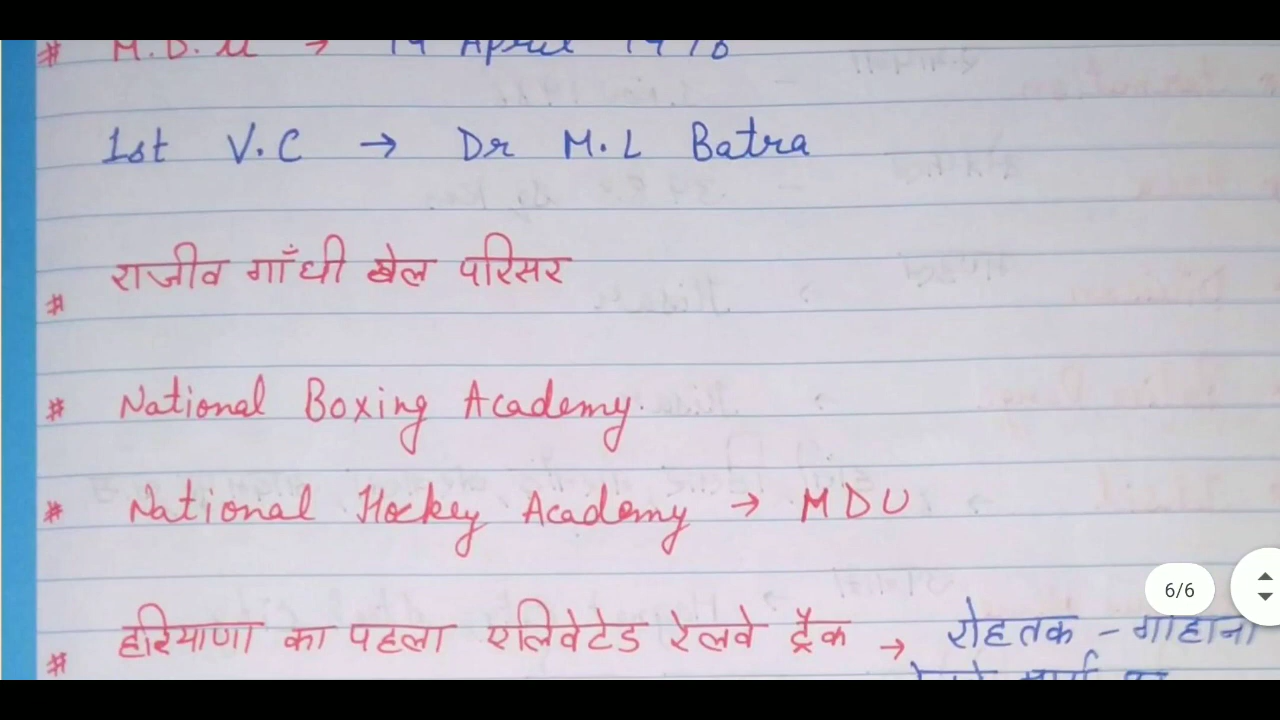 # M.D.U →
1st V.C → Dr M.L Batra
# राजीव गाँधी खेल परिसर
# National Boxing Academy.
# National Hockey Academy → MDU
6/6
# हरियाणा का पहला एलिवेटेड रेलवे ट्रैक → रोहतक - गोहाना